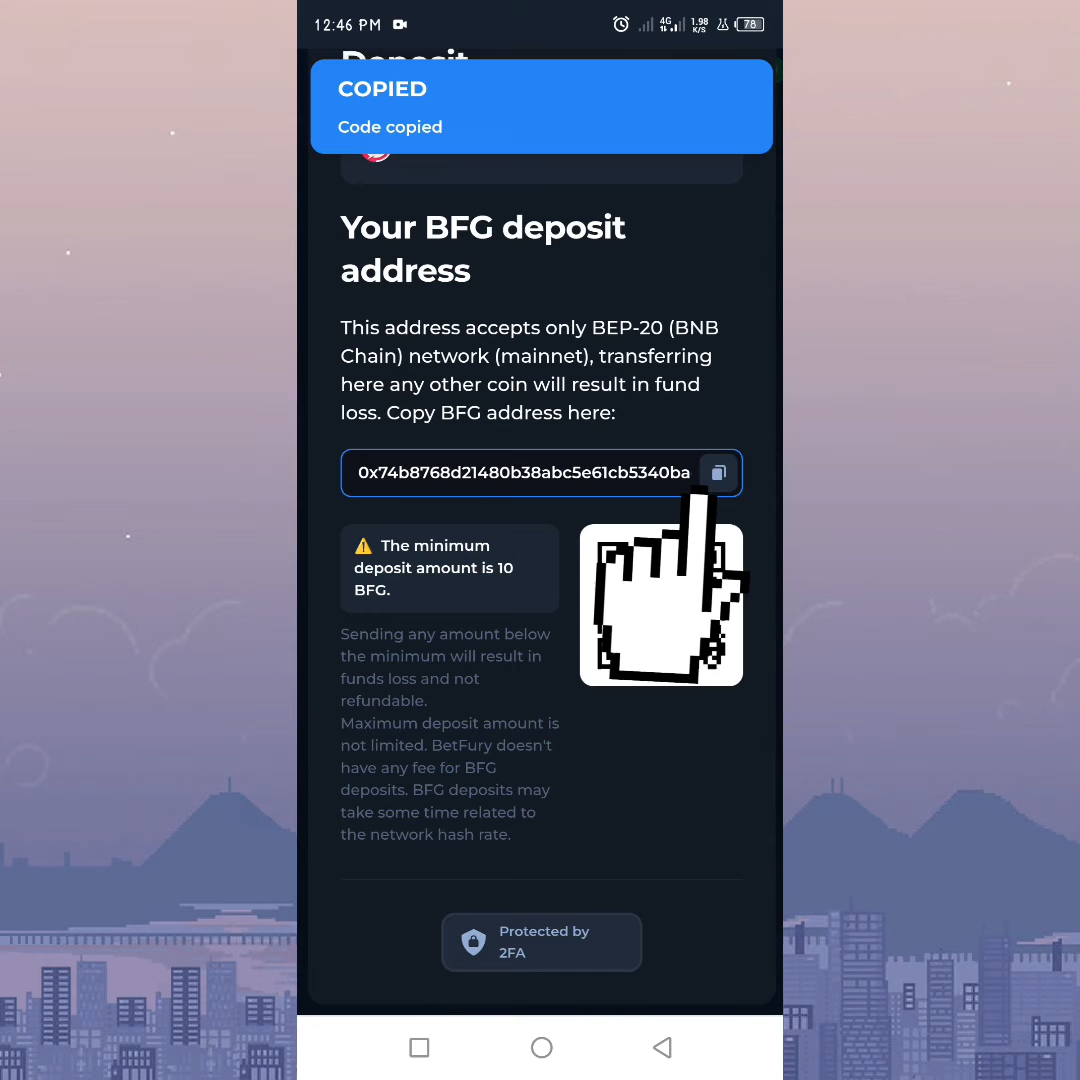 12:46 PM
4G
1.98
K/S
78
Deposit
COPIED
Code copied
Your BFG deposit
address
This address accepts only BEP-20 (BNB
Chain) network (mainnet), transferring
here any other coin will result in fund
loss. Copy BFG address here:
0x74b8768d21480b38abc5e61cb5340ba
⚠️ The minimum
deposit amount is 10
BFG.
Sending any amount below
the minimum will result in
funds loss and not
refundable.
Maximum deposit amount is
not limited. BetFury doesn't
have any fee for BFG
deposits. BFG deposits may
take some time related to
the network hash rate.
Protected by
2FA